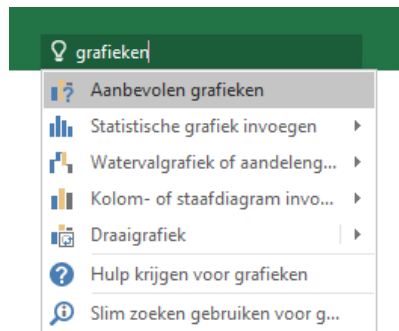 grafieken
Aanbevolen grafieken
Statistische grafiek invoegen
Watervalgrafiek of aandeleng...
Kolom- of staafdiagram invo...
Draaigrafiek
Hulp krijgen voor grafieken
Slim zoeken gebruiken voor g...